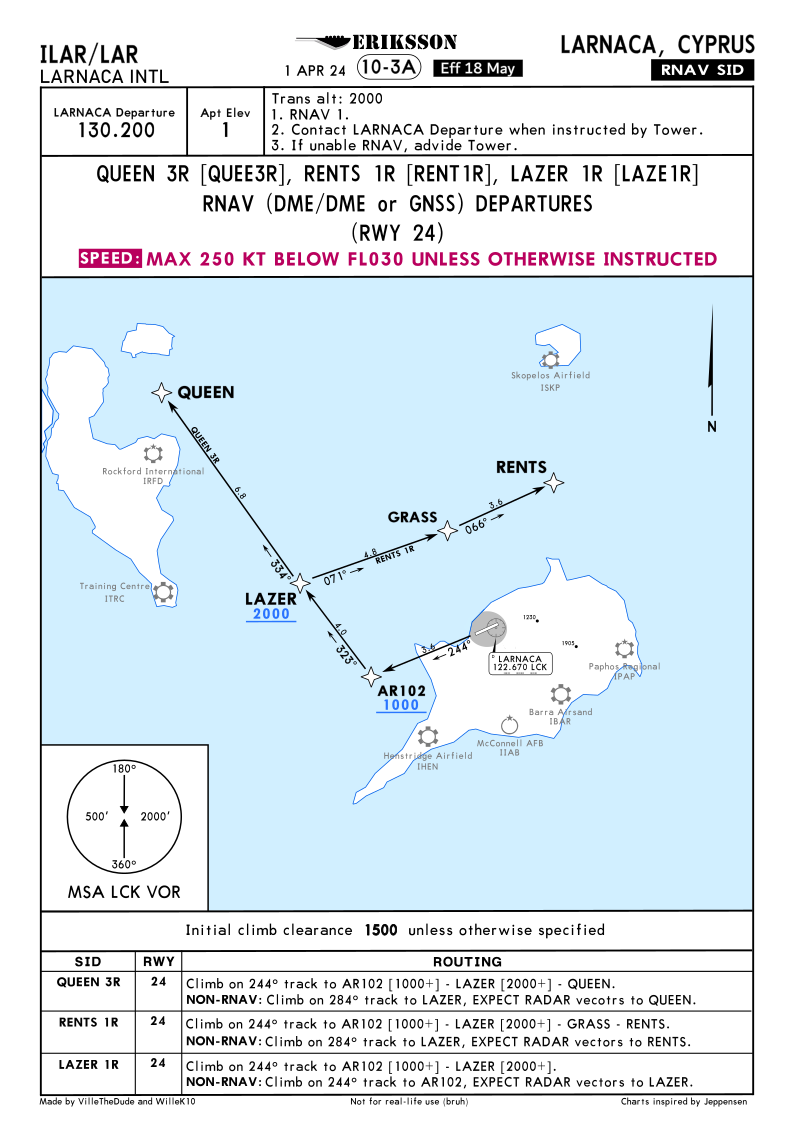 ILAR/LAR
LARNACA INTL
ERIKSSON
1 APR 24
10-3A
Eff 18 May
LARNACA, CYPRUS
RNAV SID
LARNACA Departure
130.200
Apt Elev
1
Trans alt: 2000
1. RNAV 1.
2. Contact LARNACA Departure when instructed by Tower.
3. If unable RNAV, advide Tower.
QUEEN 3R [QUEE3R], RENTS 1R [RENT1R], LAZER 1R [LAZE1R]
RNAV (DME/DME or GNSS) DEPARTURES
(RWY 24)
SPEED: MAX 250 KT BELOW FL030 UNLESS OTHERWISE INSTRUCTED
Skopelos Airfield
ISKP
QUEEN
N
QUEEN 3R
Rockford International
IRFD
RENTS
6.8
3.6
GRASS
066°
4.8
RENTS 1R
334°
071°
Training Centre
ITRC
LAZER
2000
4.0
323°
3.6
244°
1230
1905
LARNACA
122.670 LCK
Paphos Regional
IPAP
AR102
1000
Barra Airsand
IBAR
McConnell AFB
IIAB
Henstridge Airfield
IHEN
180°
500'
2000'
360°
MSA LCK VOR
Initial climb clearance 1500 unless otherwise specified
SID RWY ROUTING
QUEEN 3R 24 Climb on 244° track to AR102 [1000+] - LAZER [2000+] - QUEEN.
NON-RNAV: Climb on 284° track to LAZER, EXPECT RADAR vecotrs to QUEEN.
RENTS 1R 24 Climb on 244° track to AR102 [1000+] - LAZER [2000+] - GRASS - RENTS.
NON-RNAV: Climb on 284° track to LAZER, EXPECT RADAR vectors to RENTS.
LAZER 1R 24 Climb on 244° track to AR102 [1000+] - LAZER [2000+].
NON-RNAV: Climb on 244° track to AR102, EXPECT RADAR vectors to LAZER.
Made by VilleTheDude and WilleK10
Not for real-life use (bruh)
Charts inspired by Jeppensen